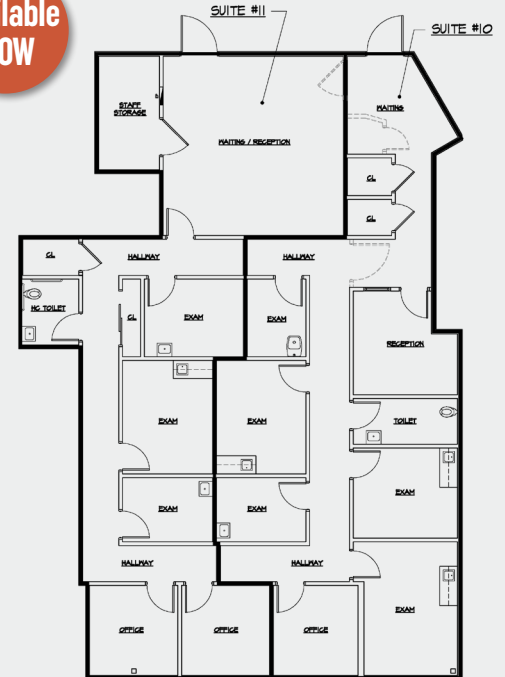 ilable
OW
SUITE #11
SUITE #10
STAFF
STORAGE
WAITING / RECEPTION
WAITING
CL
CL
CL
HALLWAY
HALLWAY
HC TOILET
CL
EXAM
EXAM
RECEPTION
EXAM
EXAM
TOILET
EXAM
EXAM
EXAM
HALLWAY
HALLWAY
EXAM
OFFICE
OFFICE
OFFICE